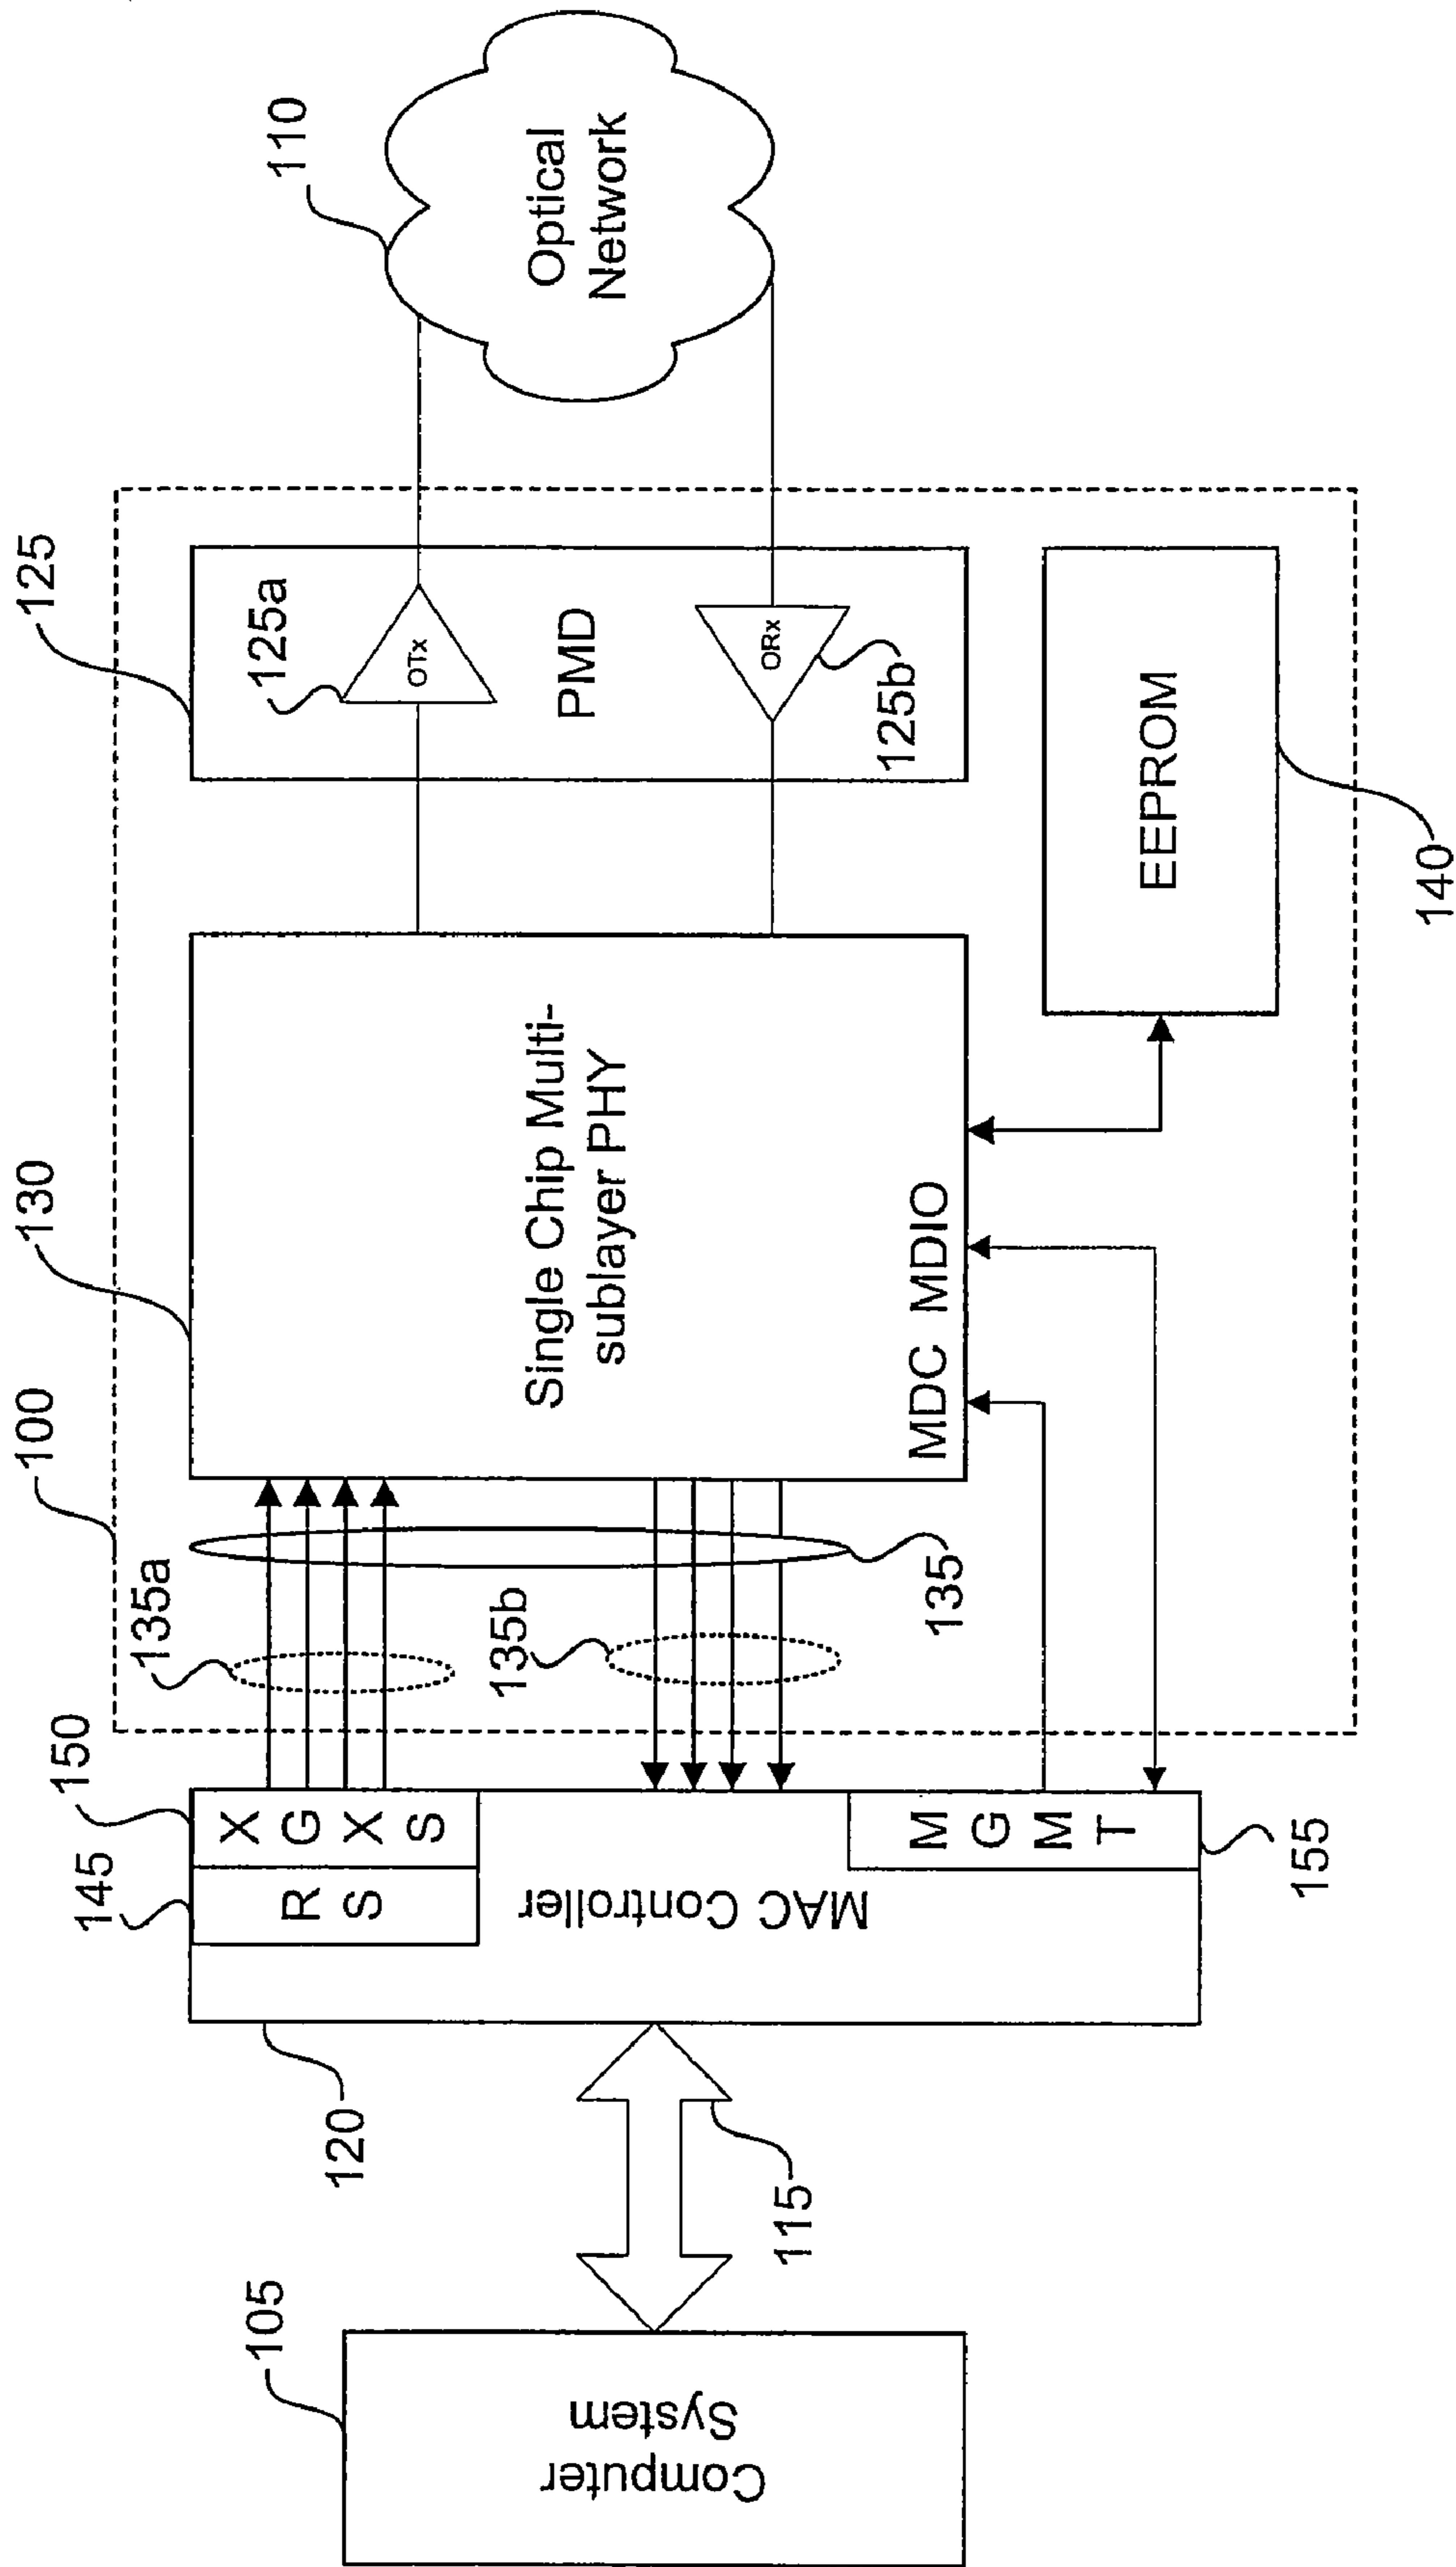 110
Optical
Network
125
125a
OTx
PMD
ORx
125b
EEPROM
140
130
Single Chip Multi-
sublayer PHY
MDC MDIO
100
135a
135b
135
150
X
G
X
S
145
R
S
MAC Controller
M
G
M
T
155
120
115
105
Computer
System